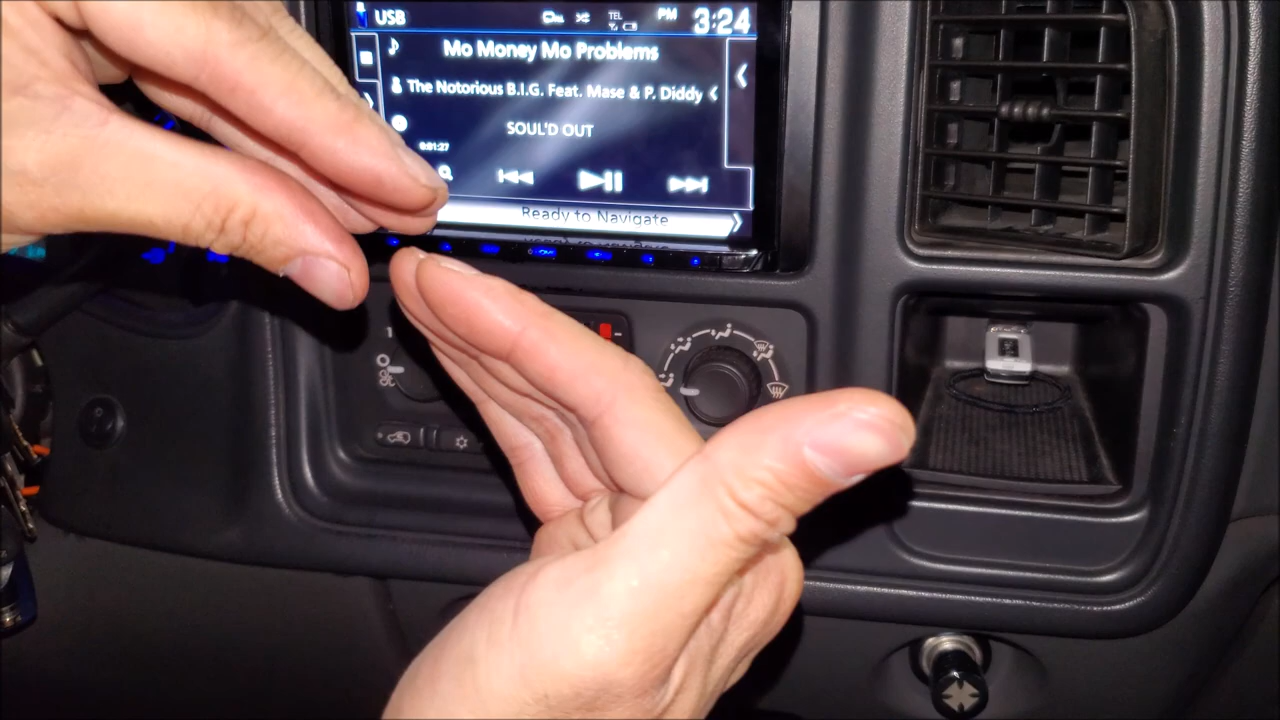 USB
TEL
PM 3:24
Mo Money Mo Problems
The Notorious B.I.G. Feat. Mase & P. Diddy
SOUL'D OUT
0:01:27
Ready to Navigate
1